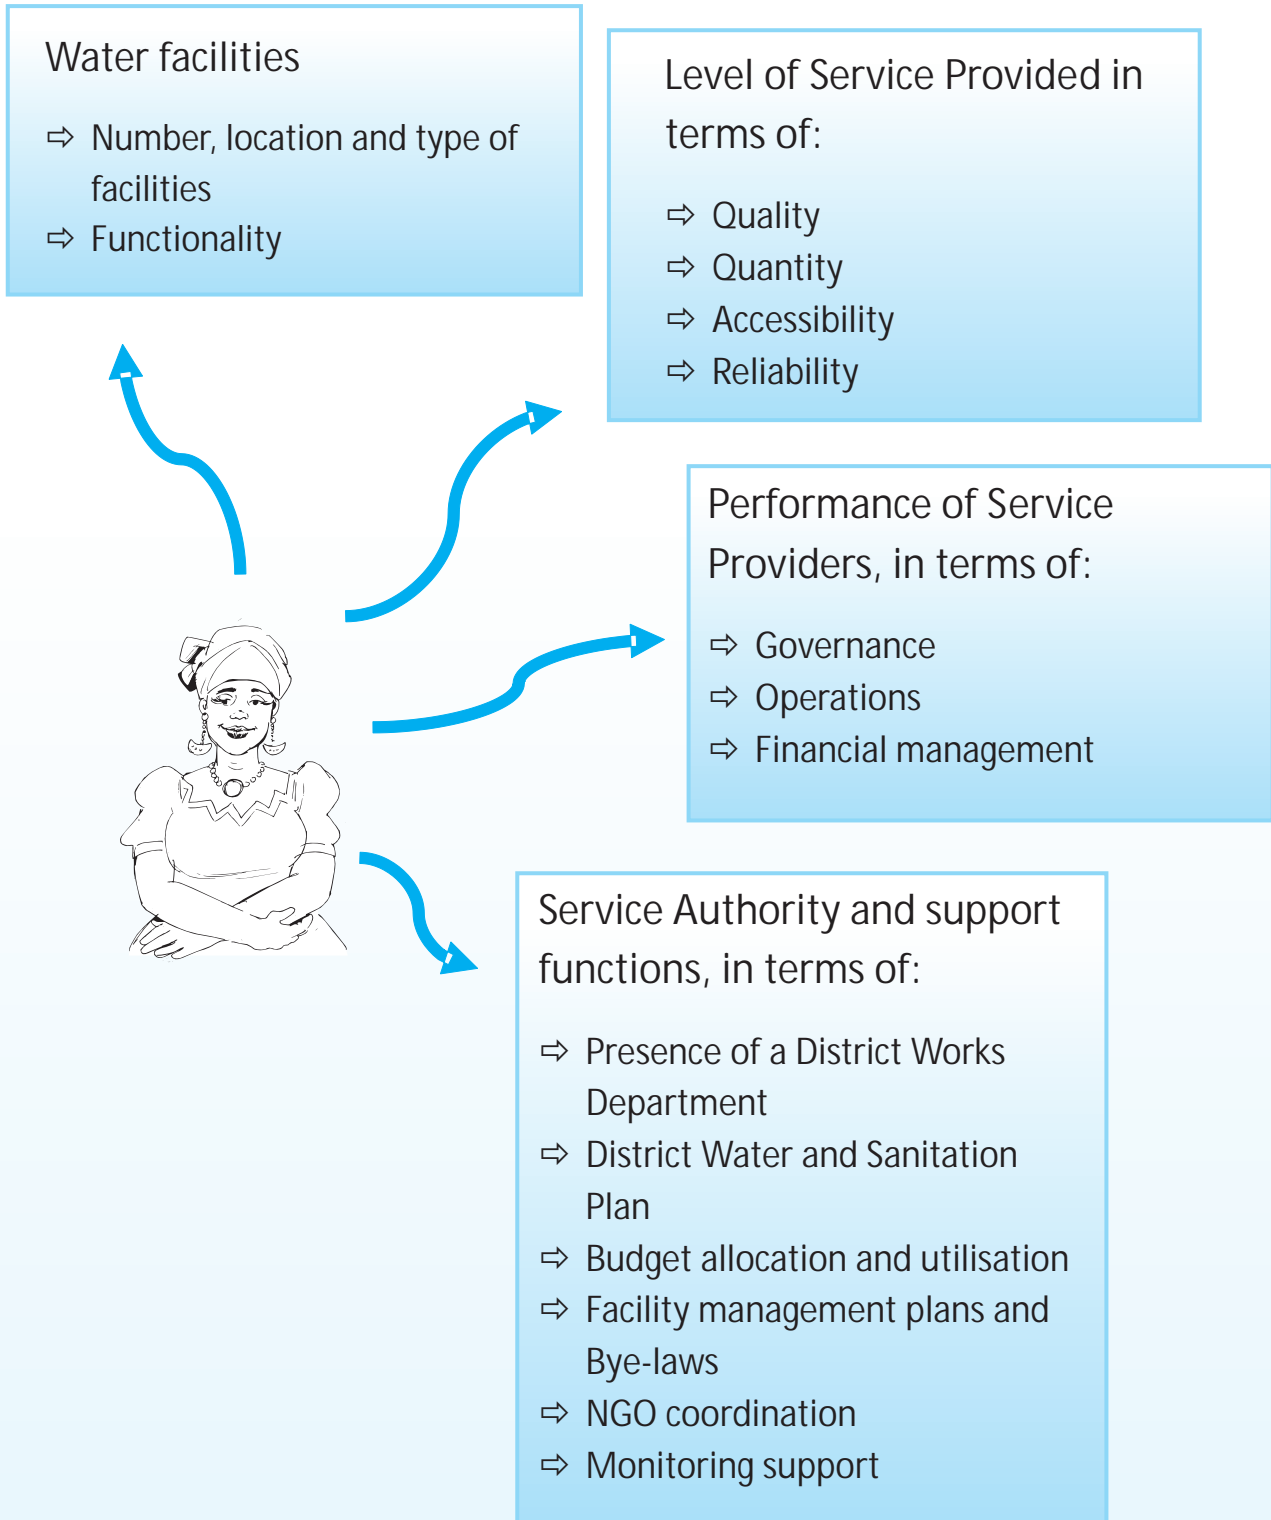 Water facilities
⇨ Number, location and type of
facilities
⇨ Functionality
Level of Service Provided in
terms of:
⇨ Quality
⇨ Quantity
⇨ Accessibility
⇨ Reliability
Performance of Service
Providers, in terms of:
⇨ Governance
⇨ Operations
⇨ Financial management
Service Authority and support
functions, in terms of:
⇨ Presence of a District Works
Department
⇨ District Water and Sanitation
Plan
⇨ Budget allocation and utilisation
⇨ Facility management plans and
Bye-laws
⇨ NGO coordination
⇨ Monitoring support